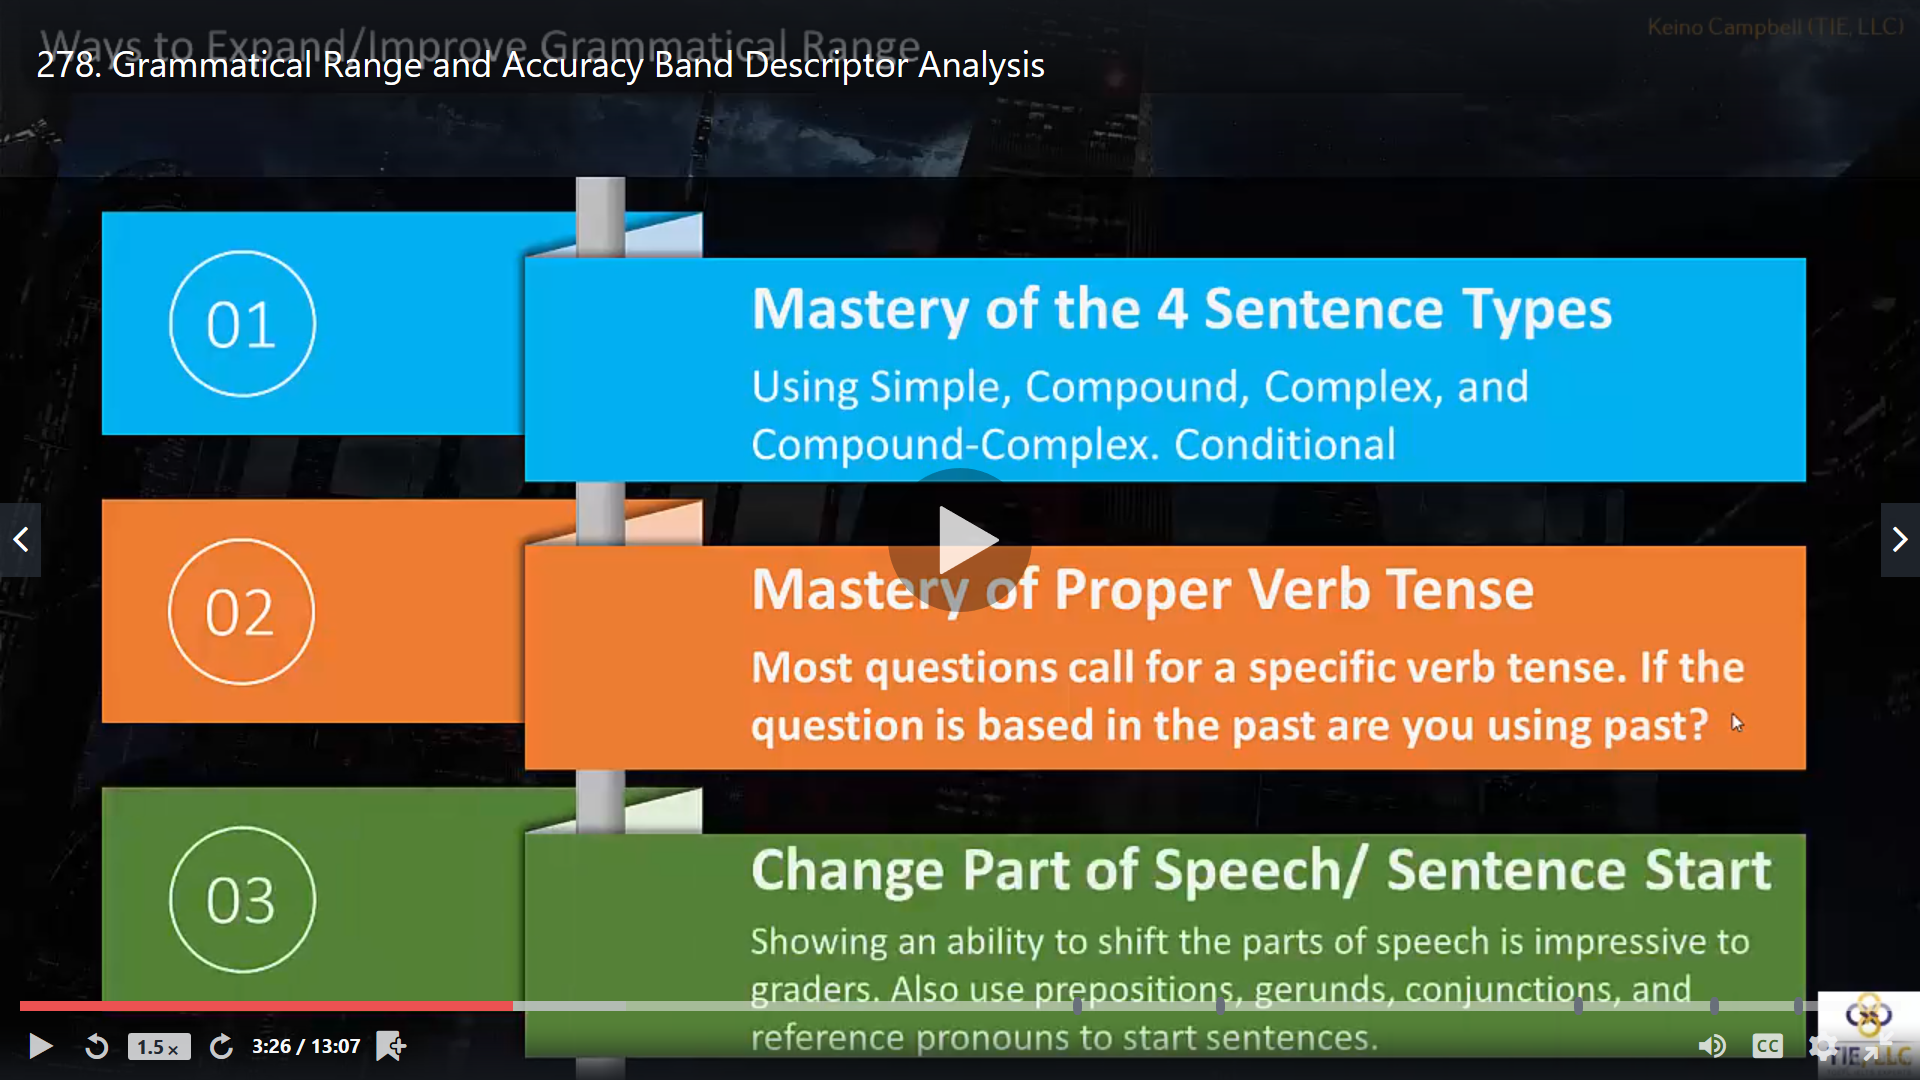 Ways to Expand/Improve Grammatical Range
Keino Campbell (TIE, LLC)
278. Grammatical Range and Accuracy Band Descriptor Analysis
01
Mastery of the 4 Sentence Types
Using Simple, Compound, Complex, and
Compound-Complex. Conditional
02
Mastery of Proper Verb Tense
Most questions call for a specific verb tense. If the
question is based in the past are you using past?
03
Change Part of Speech/ Sentence Start
Showing an ability to shift the parts of speech is impressive to
graders. Also use prepositions, gerunds, conjunctions, and
reference pronouns to start sentences.
1.5 x
3:26 / 13:07
CC
TIE, LLC